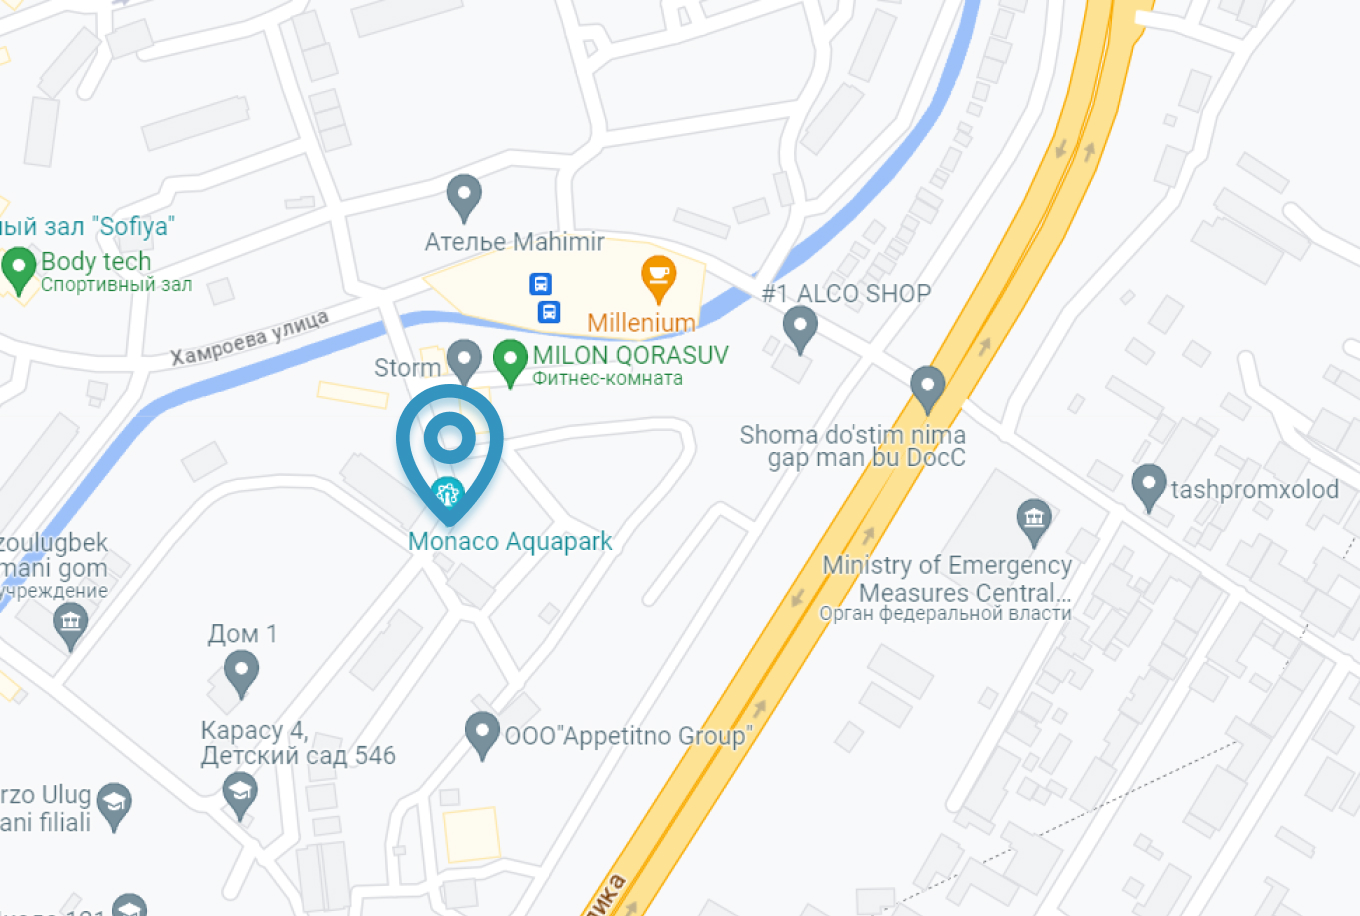 ный зал "Sofiya"
Body tech
Спортивный зал
Ателье Mahimir
Millenium
#1 ALCO SHOP
Хамроева улица
Storm
MILON QORASUV
Фитнес-комната
Shoma do'stim nima
gap man bu DocC
tashpromxolod
Monaco Aquapark
Ministry of Emergency
Measures Central...
Орган федеральной власти
zoulugbek
mani gom
учреждение
Дом 1
Карасу 4,
Детский сад 546
ООО"Appetitno Group"
rzo Ulug
ani filiali
лика